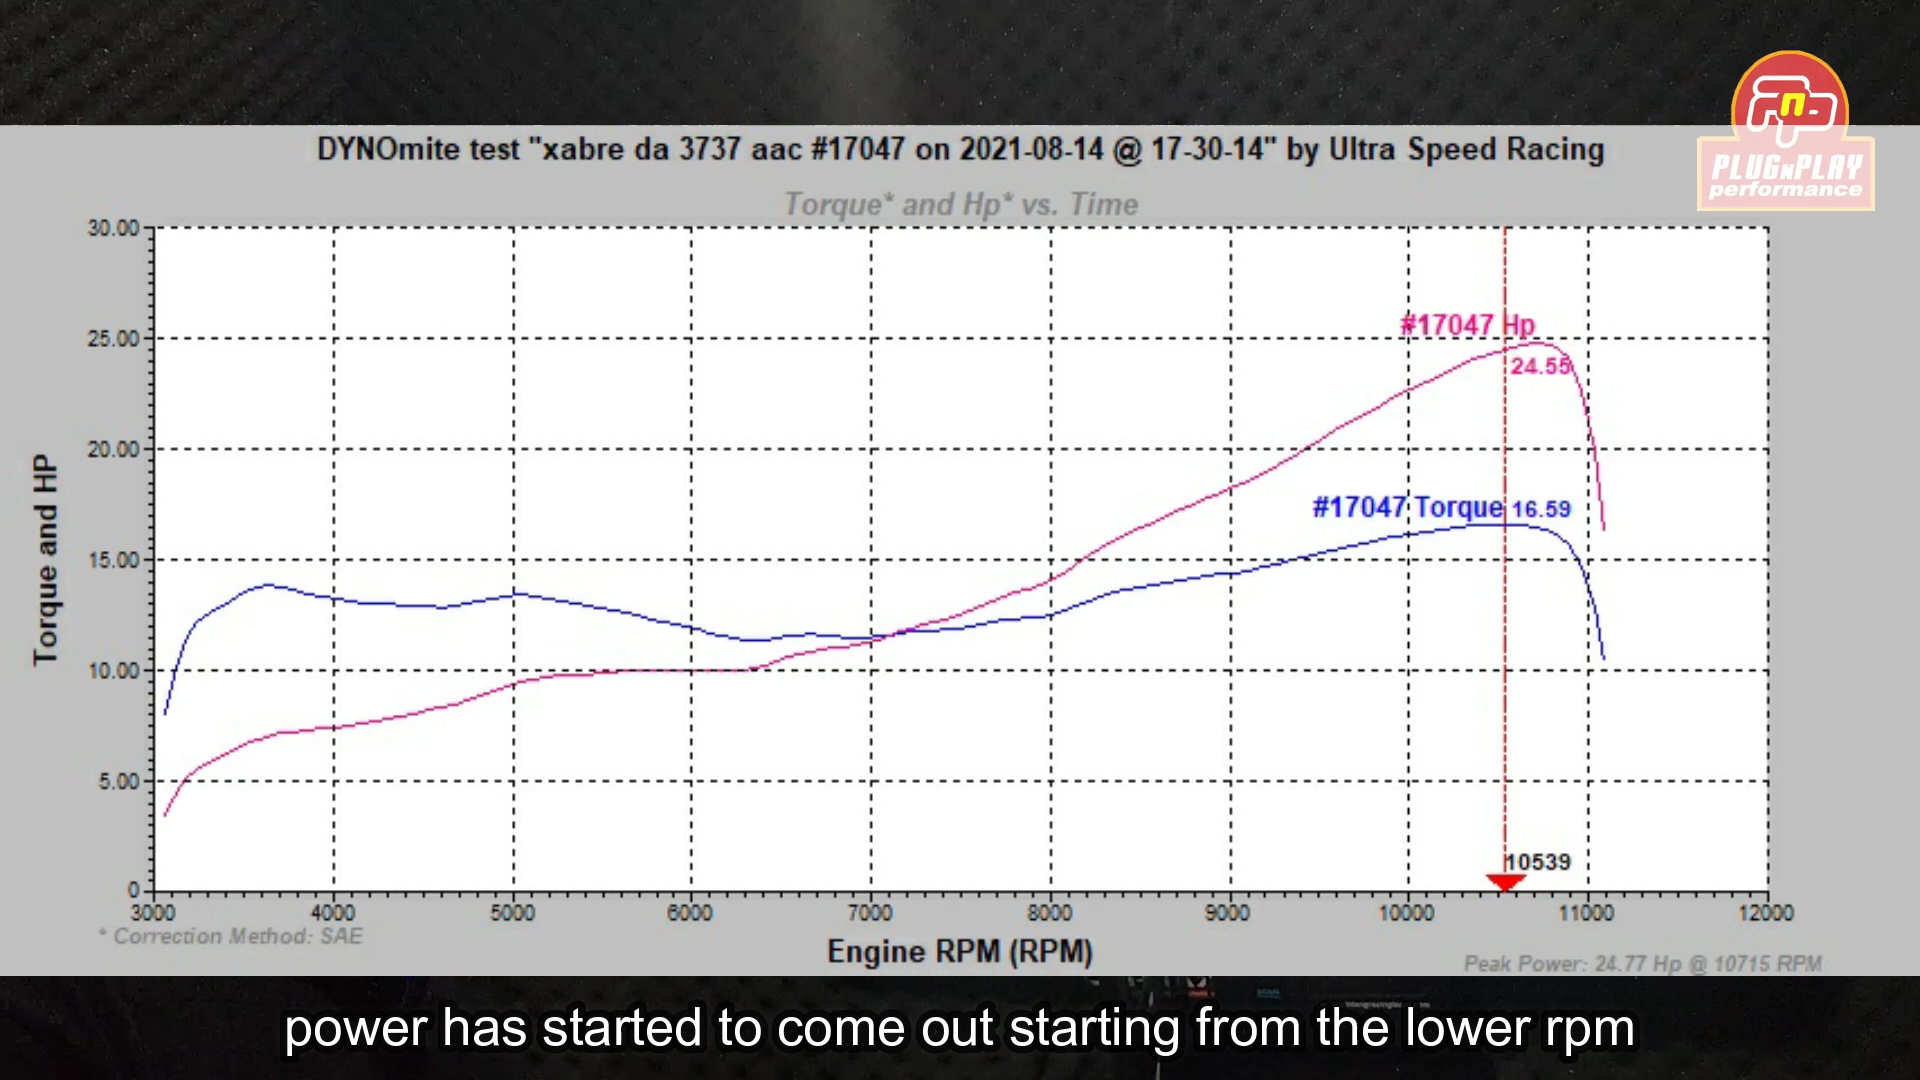 PnP
PLUGnPLAY
performance
DYNOmite test "xabre da 3737 aac #17047 on 2021-08-14 @ 17-30-14" by Ultra Speed Racing
Torque* and Hp* vs. Time
30.00
25.00
20.00
15.00
10.00
5.00
0
Torque and HP
#17047 Hp
24.55
#17047 Torque 16.59
10539
3000 4000 5000 6000 7000 8000 9000 10000 11000 12000
* Correction Method: SAE
Engine RPM (RPM)
Peak Power: 24.77 Hp @ 10715 RPM
power has started to come out starting from the lower rpm